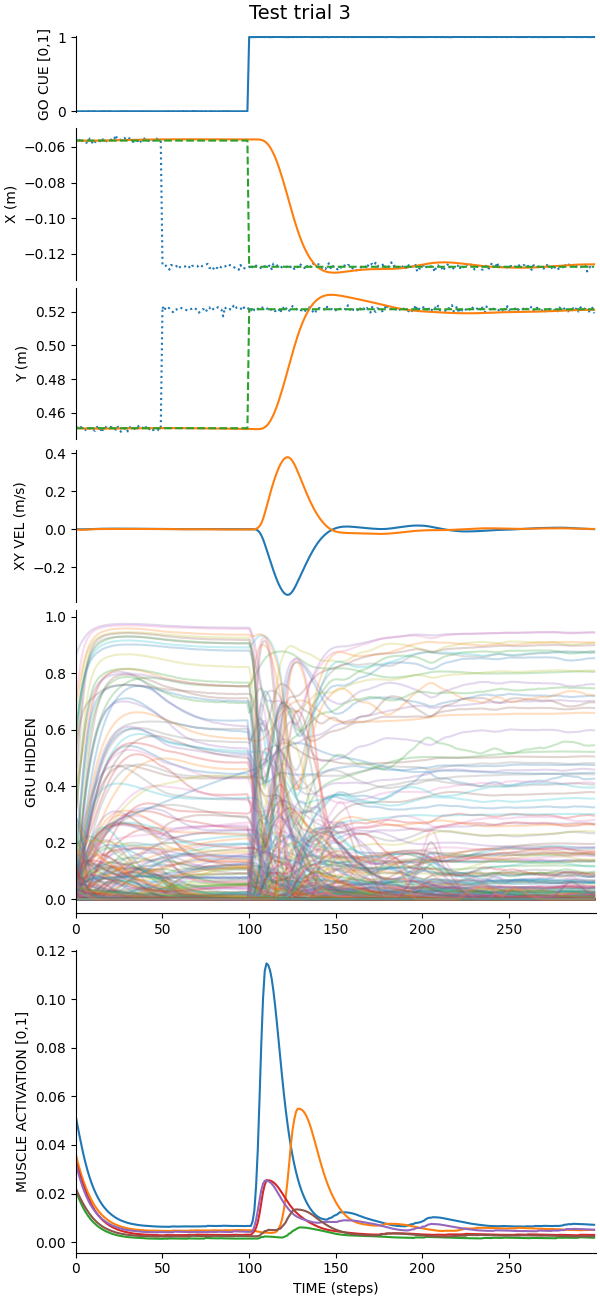 Test trial 3
GO CUE [0,1]
1
0
X (m)
−0.06
−0.08
−0.10
−0.12
Y (m)
0.52
0.50
0.48
0.46
XY VEL (m/s)
0.4
0.2
0.0
−0.2
GRU HIDDEN
1.0
0.8
0.6
0.4
0.2
0.0
0 50 100 150 200 250
MUSCLE ACTIVATION [0,1]
0.12
0.10
0.08
0.06
0.04
0.02
0.00
0 50 100 150 200 250
TIME (steps)